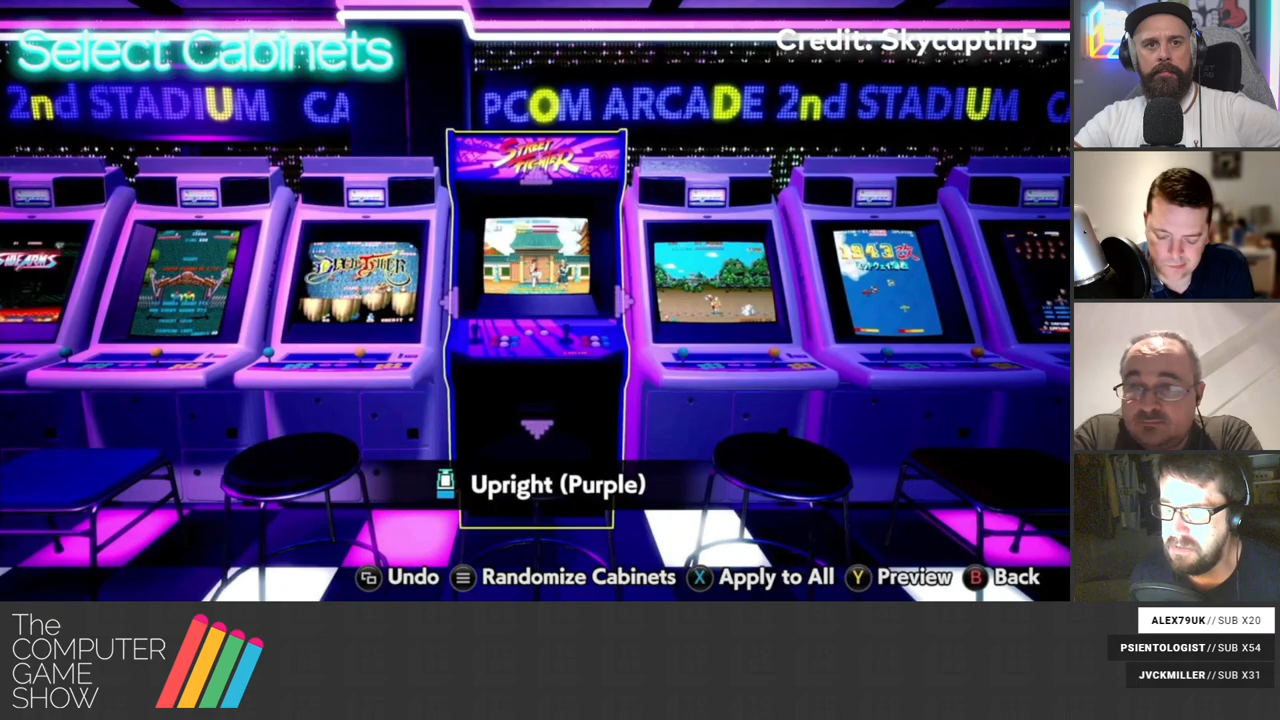 Select Cabinets
Credit: Skycaptin5
2nd STADIUM CA
PCOM ARCADE 2nd STADIUM C
STREET FIGHTER
SIDEARMS
1943改
Upright (Purple)
Undo
Randomize Cabinets
X Apply to All
Y Preview
B Back
The
COMPUTER
GAME
SHOW
ALEX79UK // SUB X20
PSIENTOLOGIST // SUB X54
JVCKMILLER // SUB X31